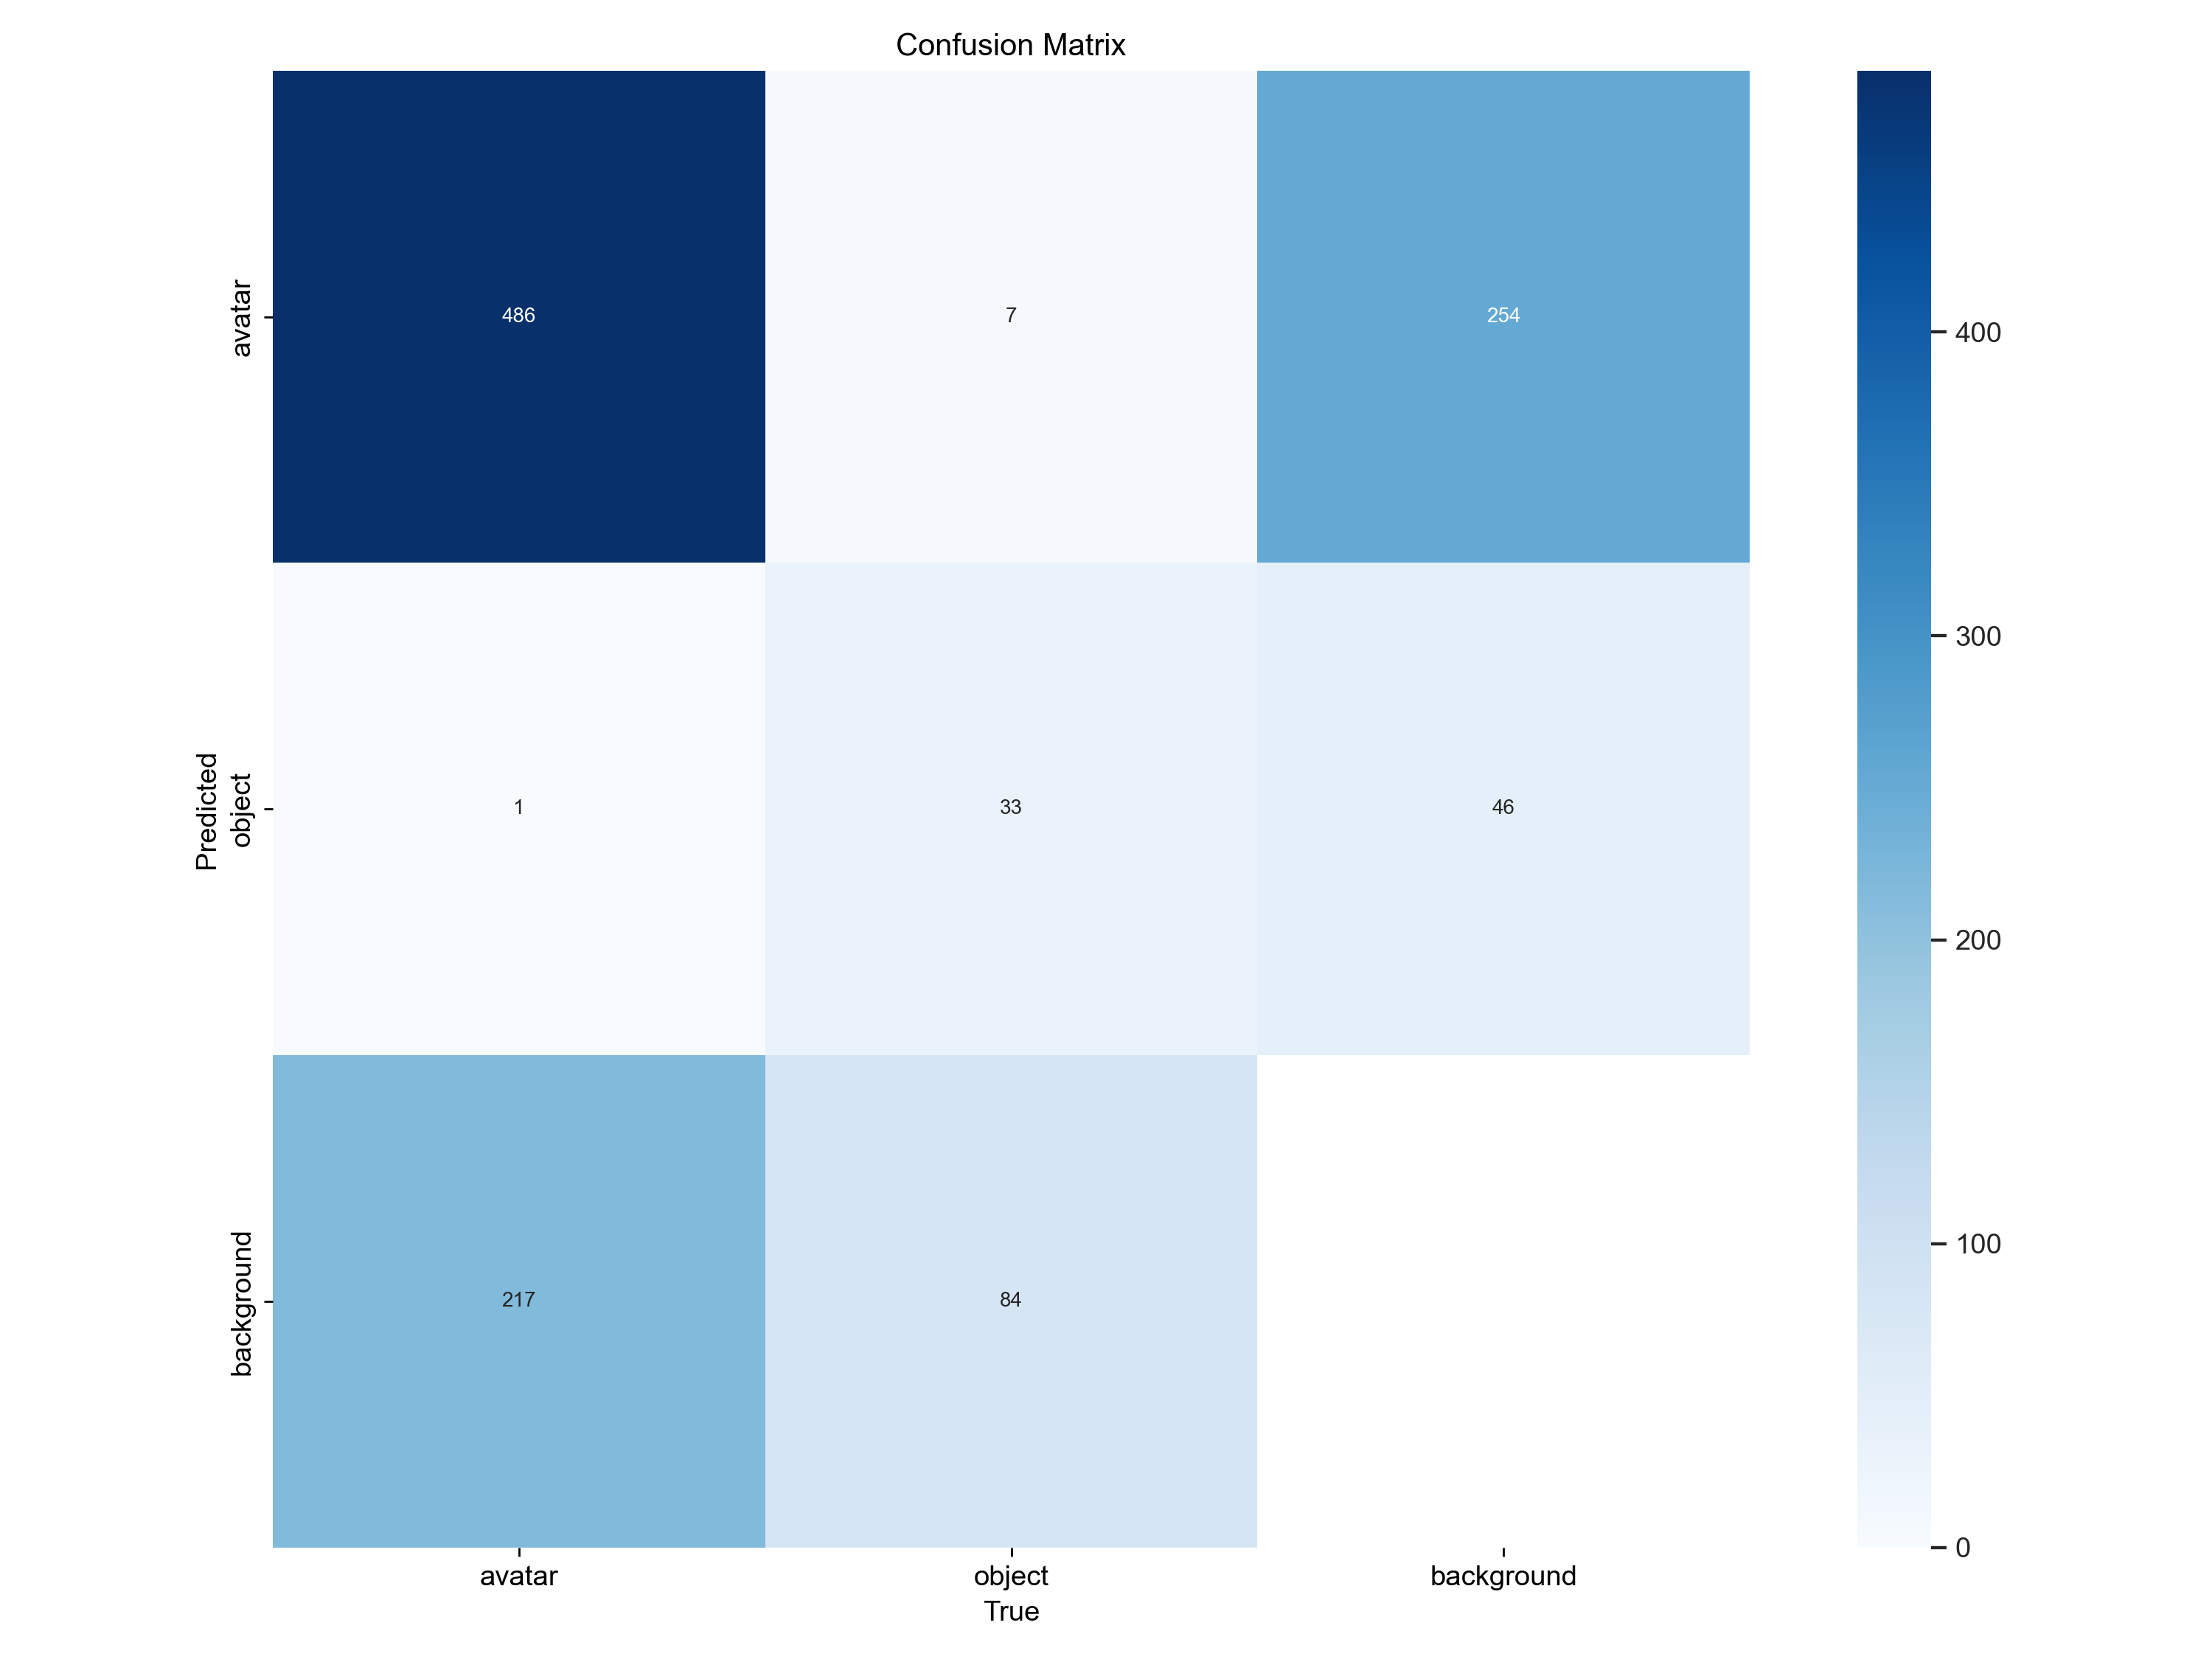 Confusion Matrix
avatar
486
7
254
400
300
Predicted
object
1
33
46
200
background
217
84
100
0
avatar
object
background
True